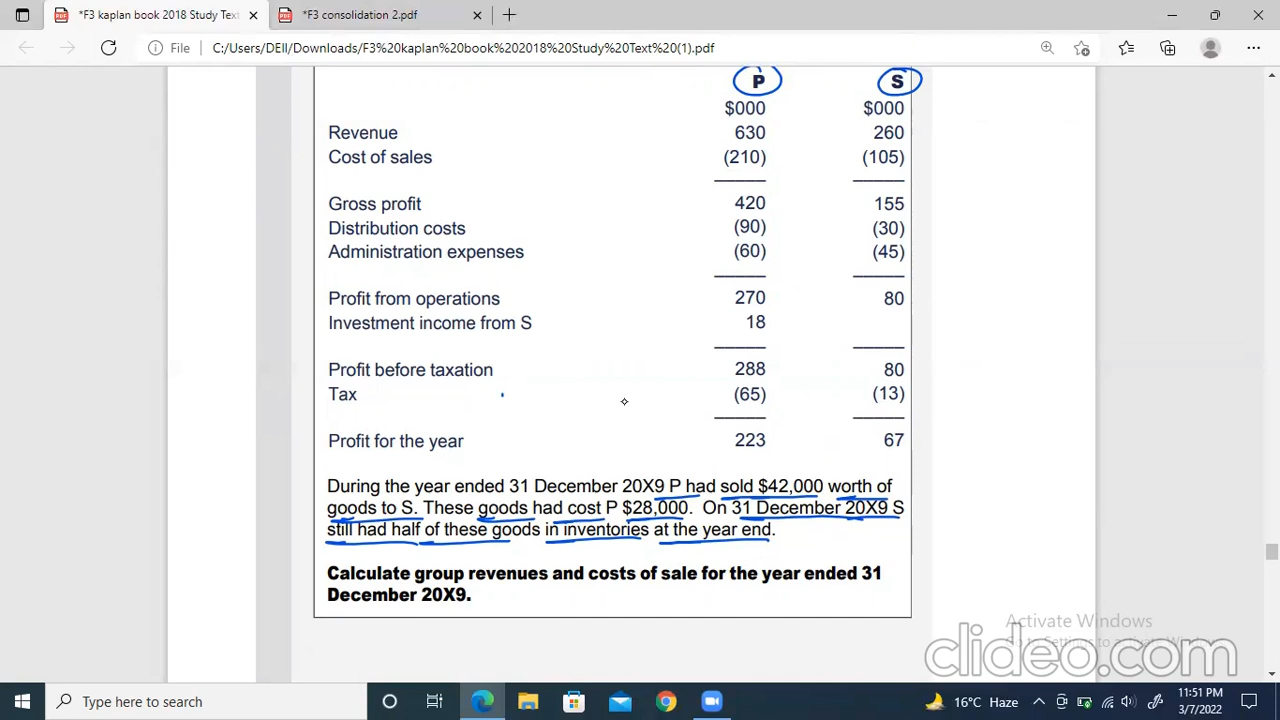 *F3 kaplan book 2018 Study Text
*F3 consolidation 2.pdf
File C:/Users/DEll/Downloads/F3%20kaplan%20book%202018%20Study%20Text%20(1).pdf
P S
$000 $000
Revenue 630 260
Cost of sales (210) (105)
Gross profit 420 155
Distribution costs (90) (30)
Administration expenses (60) (45)
Profit from operations 270 80
Investment income from S 18
Profit before taxation 288 80
Tax (65) (13)
Profit for the year 223 67
During the year ended 31 December 20X9 P had sold $42,000 worth of
goods to S. These goods had cost P $28,000. On 31 December 20X9 S
still had half of these goods in inventories at the year end.
Calculate group revenues and costs of sale for the year ended 31
December 20X9.
Activate Windows
clideo.com
Type here to search
16°C Haze
11:51 PM
3/7/2022